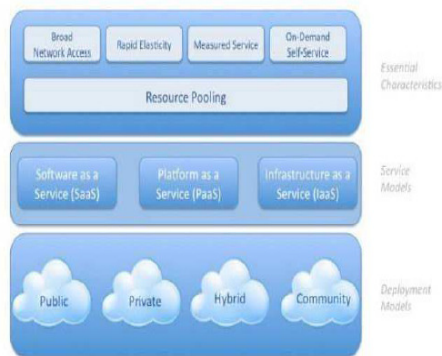 Broad
Network Access
Rapid Elasticity
Measured Service
On-Demand
Self-Service
Resource Pooling
Essential
Characteristics
Software as a
Service (SaaS)
Platform as a
Service (PaaS)
Infrastructure as a
Service (IaaS)
Service
Models
Public
Private
Hybrid
Community
Deployment
Models